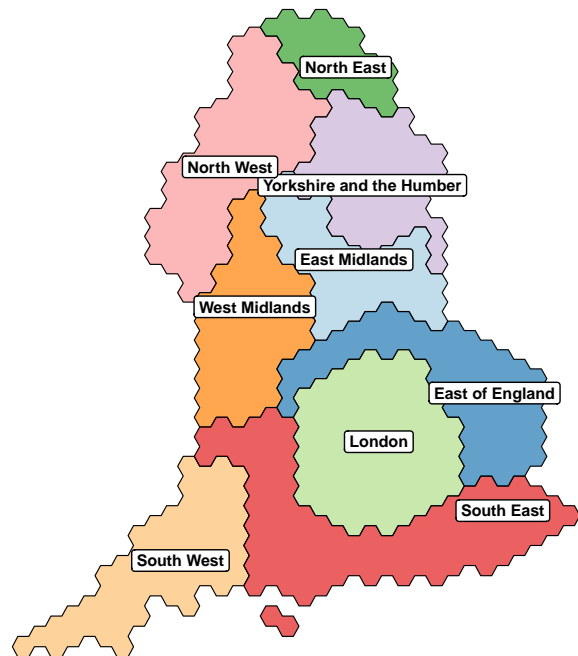 North East
North West
Yorkshire and the Humber
East Midlands
West Midlands
East of England
London
South East
South West